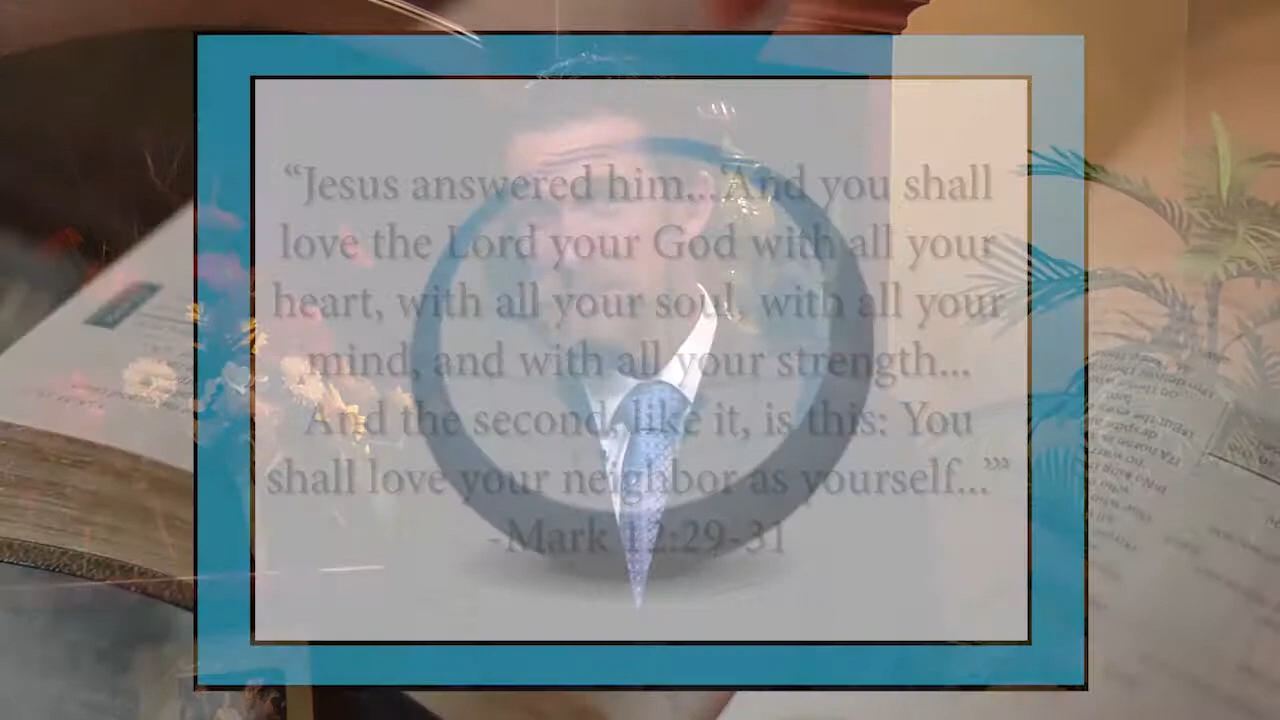 “Jesus answered him...And you shall
love the Lord your God with all your
heart, with all your soul, with all your
mind, and with all your strength...
And the second, like it, is this: You
shall love your neighbor as yourself...”’”
-Mark 12:29-31